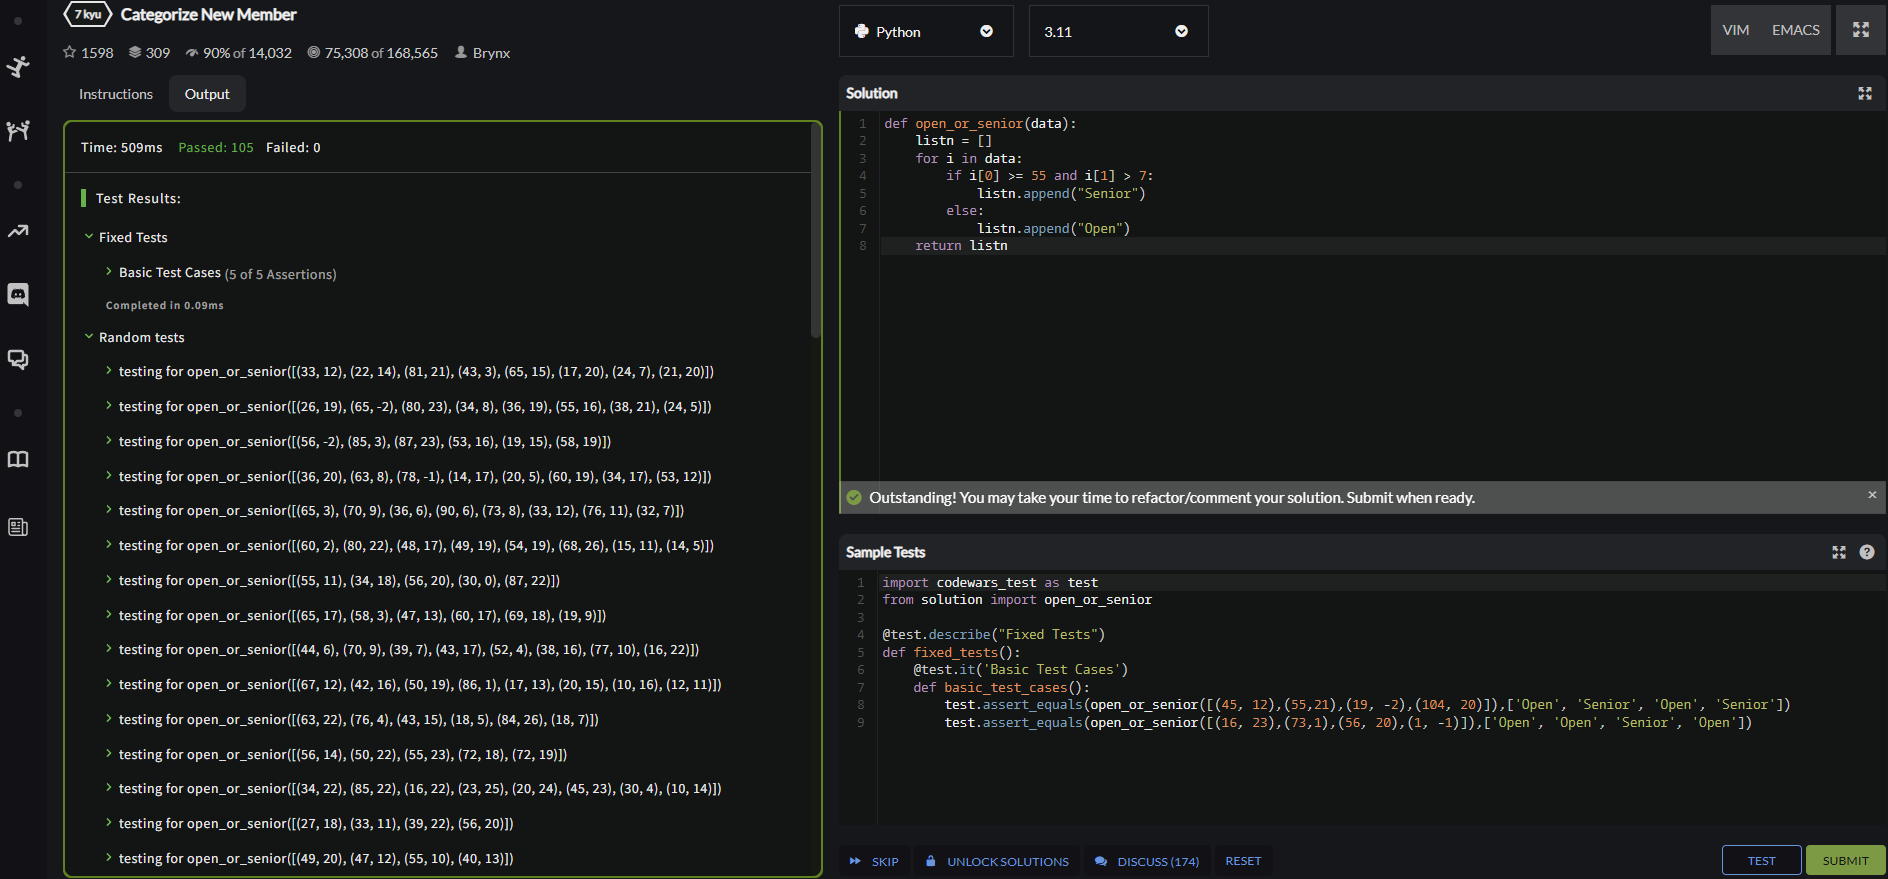 7 kyu Categorize New Member
1598 309 90% of 14,032 75,308 of 168,565 Brynx
Instructions Output
Time: 509ms Passed: 105 Failed: 0
Test Results:
Fixed Tests
Basic Test Cases (5 of 5 Assertions)
Completed in 0.09ms
Random tests
testing for open_or_senior([(33, 12), (22, 14), (81, 21), (43, 3), (65, 15), (17, 20), (24, 7), (21, 20)])
testing for open_or_senior([(26, 19), (65, -2), (80, 23), (34, 8), (36, 19), (55, 16), (38, 21), (24, 5)])
testing for open_or_senior([(56, -2), (85, 3), (87, 23), (53, 16), (19, 15), (58, 19)])
testing for open_or_senior([(36, 20), (63, 8), (78, -1), (14, 17), (20, 5), (60, 19), (34, 17), (53, 12)])
testing for open_or_senior([(65, 3), (70, 9), (36, 6), (90, 6), (73, 8), (33, 12), (76, 11), (32, 7)])
testing for open_or_senior([(60, 2), (80, 22), (48, 17), (49, 19), (54, 19), (68, 26), (15, 11), (14, 5)])
testing for open_or_senior([(55, 11), (34, 18), (56, 20), (30, 0), (87, 22)])
testing for open_or_senior([(65, 17), (58, 3), (47, 13), (60, 17), (69, 18), (19, 9)])
testing for open_or_senior([(44, 6), (70, 9), (39, 7), (43, 17), (52, 4), (38, 16), (77, 10), (16, 22)])
testing for open_or_senior([(67, 12), (42, 16), (50, 19), (86, 1), (17, 13), (20, 15), (10, 16), (12, 11)])
testing for open_or_senior([(63, 22), (76, 4), (43, 15), (18, 5), (84, 26), (18, 7)])
testing for open_or_senior([(56, 14), (50, 22), (55, 23), (72, 18), (72, 19)])
testing for open_or_senior([(34, 22), (85, 22), (16, 22), (23, 25), (20, 24), (45, 23), (30, 4), (10, 14)])
testing for open_or_senior([(27, 18), (33, 11), (39, 22), (56, 20)])
testing for open_or_senior([(49, 20), (47, 12), (55, 10), (40, 13)])
Python 3.11 VIM EMACS
Solution
1 def open_or_senior(data):
2     listn = []
3     for i in data:
4         if i[0] >= 55 and i[1] > 7:
5             listn.append("Senior")
6         else:
7             listn.append("Open")
8     return listn
Outstanding! You may take your time to refactor/comment your solution. Submit when ready. ×
Sample Tests ?
1 import codewars_test as test
2 from solution import open_or_senior
3
4 @test.describe("Fixed Tests")
5 def fixed_tests():
6     @test.it('Basic Test Cases')
7     def basic_test_cases():
8         test.assert_equals(open_or_senior([(45, 12),(55,21),(19, -2),(104, 20)]),['Open', 'Senior', 'Open', 'Senior'])
9         test.assert_equals(open_or_senior([(16, 23),(73,1),(56, 20),(1, -1)]),['Open', 'Open', 'Senior', 'Open'])
SKIP UNLOCK SOLUTIONS DISCUSS (174) RESET TEST SUBMIT